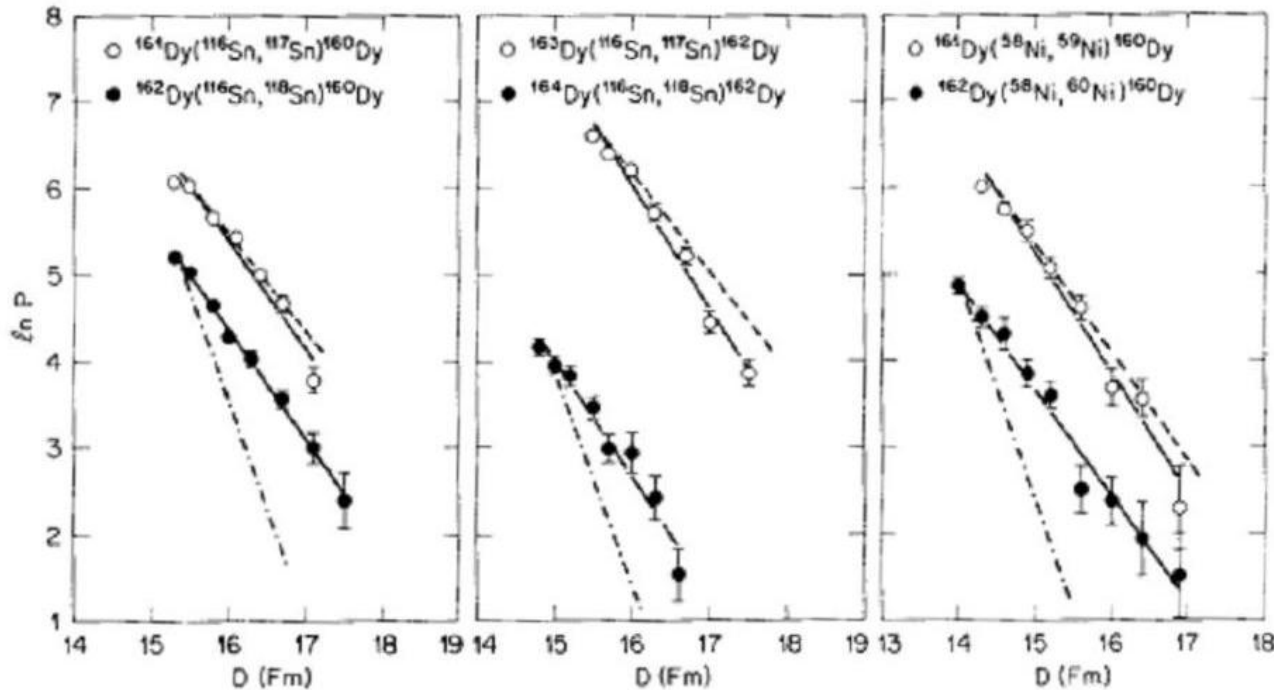 8
7
6
5
4
3
2
1
ℓn P
○ ¹⁶¹Dy(¹¹⁶Sn, ¹¹⁷Sn)¹⁶⁰Dy
● ¹⁶²Dy(¹¹⁶Sn, ¹¹⁸Sn)¹⁶⁰Dy
14 15 16 17 18 19
D (Fm)
○ ¹⁶³Dy(¹¹⁶Sn, ¹¹⁷Sn)¹⁶²Dy
● ¹⁶⁴Dy(¹¹⁶Sn, ¹¹⁸Sn)¹⁶²Dy
14 15 16 17 18 19
D (Fm)
○ ¹⁶¹Dy(⁵⁸Ni, ⁵⁹Ni)¹⁶⁰Dy
● ¹⁶²Dy(⁵⁸Ni, ⁶⁰Ni)¹⁶⁰Dy
13 14 15 16 17 18
D (Fm)